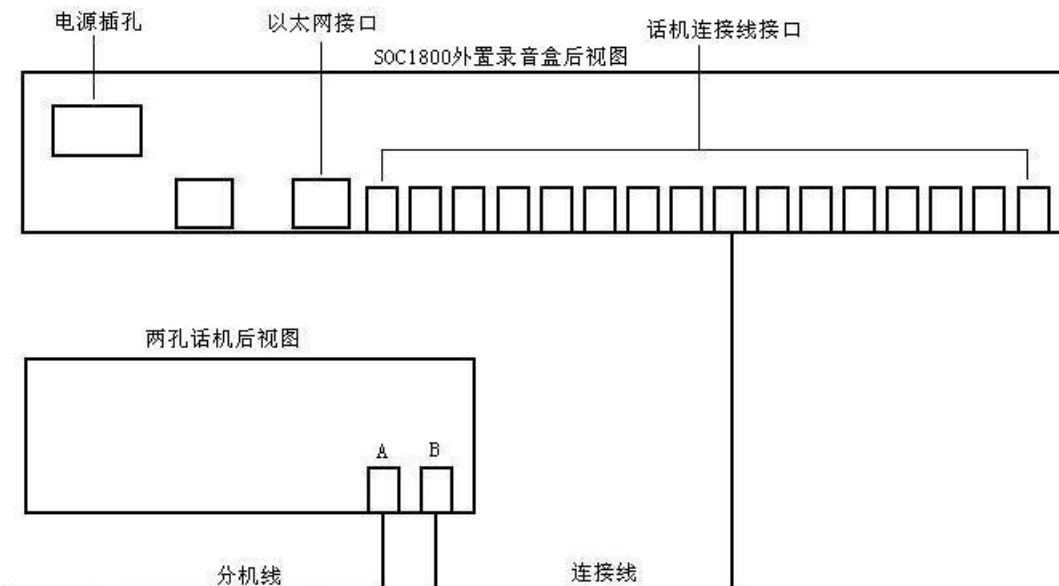 电源插孔
以太网接口
话机连接线接口
SOC1800外置录音盒后视图
两孔话机后视图
A
B
分机线
连接线